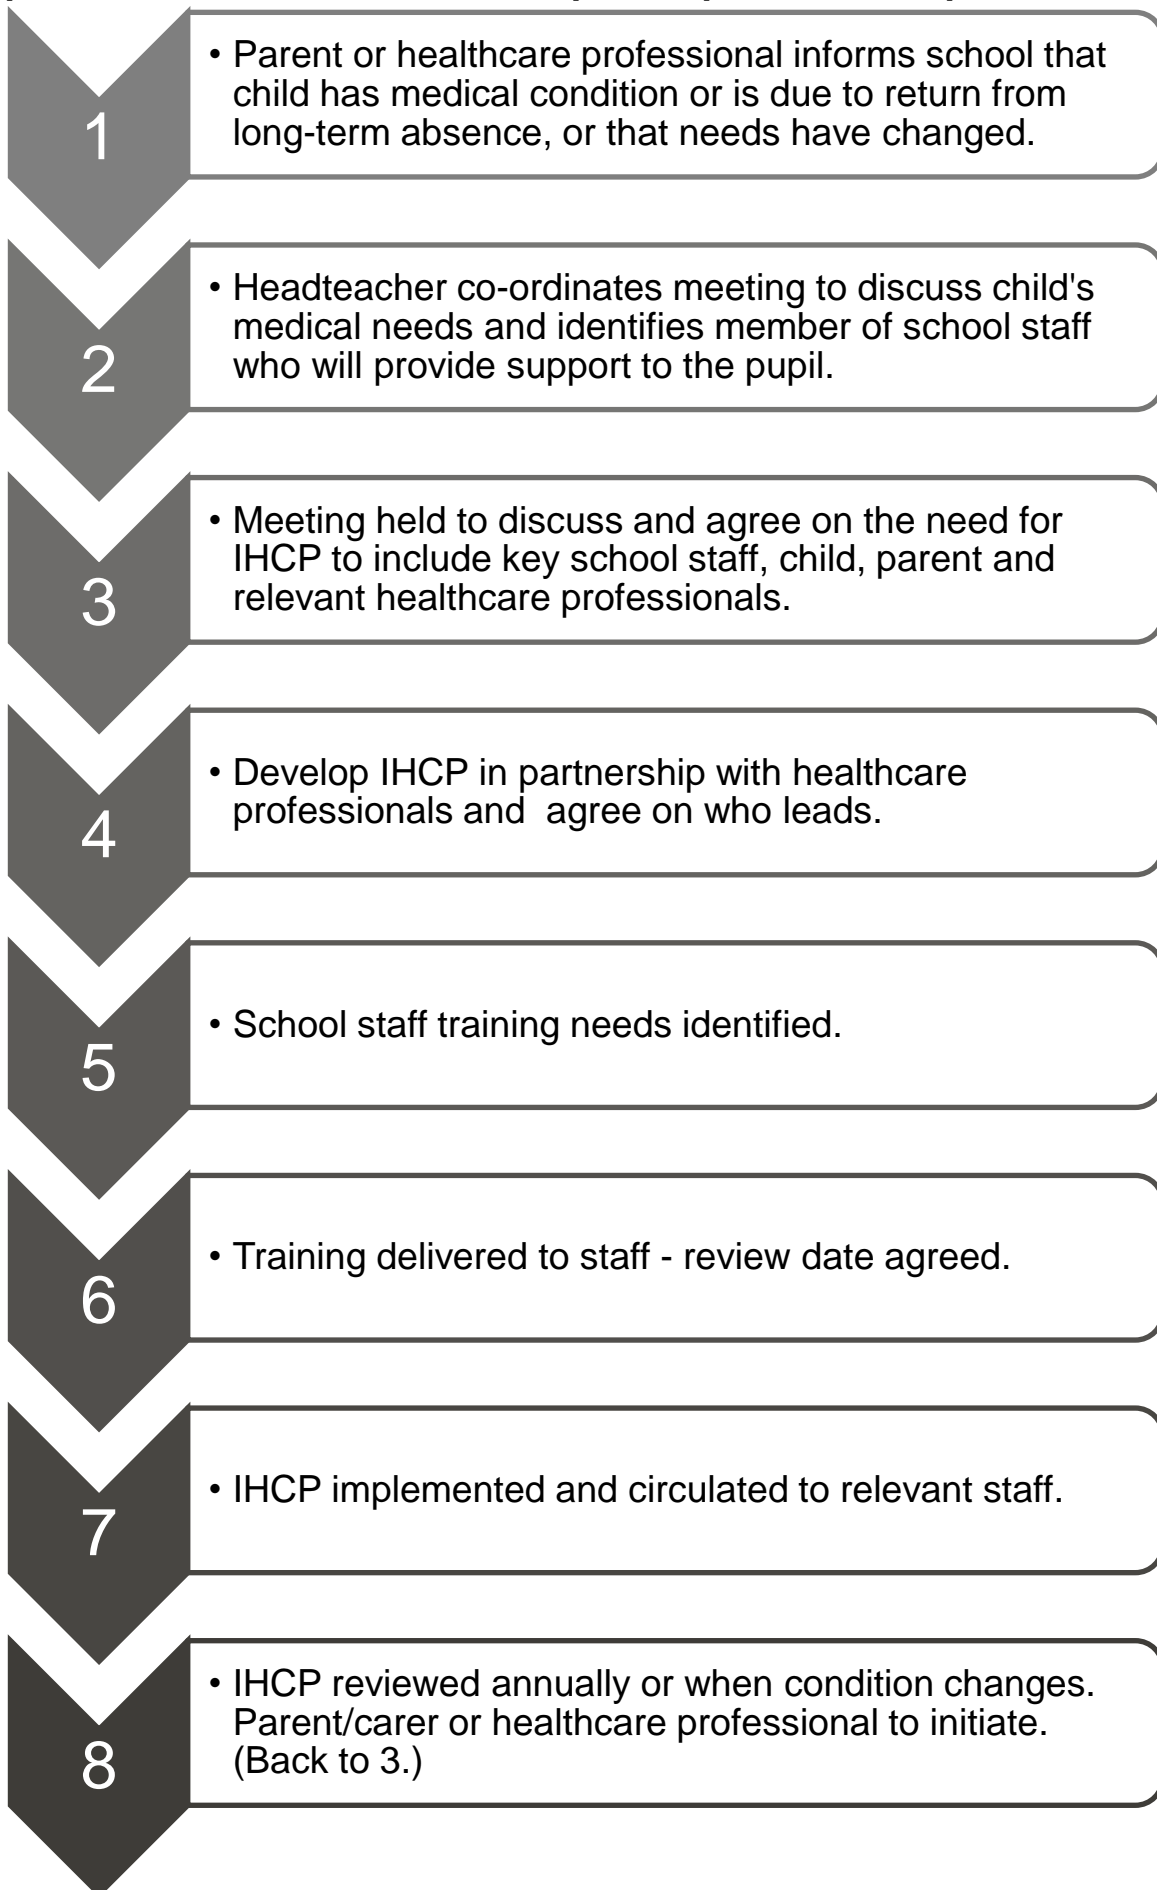 1
• Parent or healthcare professional informs school that
child has medical condition or is due to return from
long-term absence, or that needs have changed.
2
• Headteacher co-ordinates meeting to discuss child's
medical needs and identifies member of school staff
who will provide support to the pupil.
3
• Meeting held to discuss and agree on the need for
IHCP to include key school staff, child, parent and
relevant healthcare professionals.
4
• Develop IHCP in partnership with healthcare
professionals and  agree on who leads.
5
• School staff training needs identified.
6
• Training delivered to staff - review date agreed.
7
• IHCP implemented and circulated to relevant staff.
8
• IHCP reviewed annually or when condition changes.
Parent/carer or healthcare professional to initiate.
(Back to 3.)